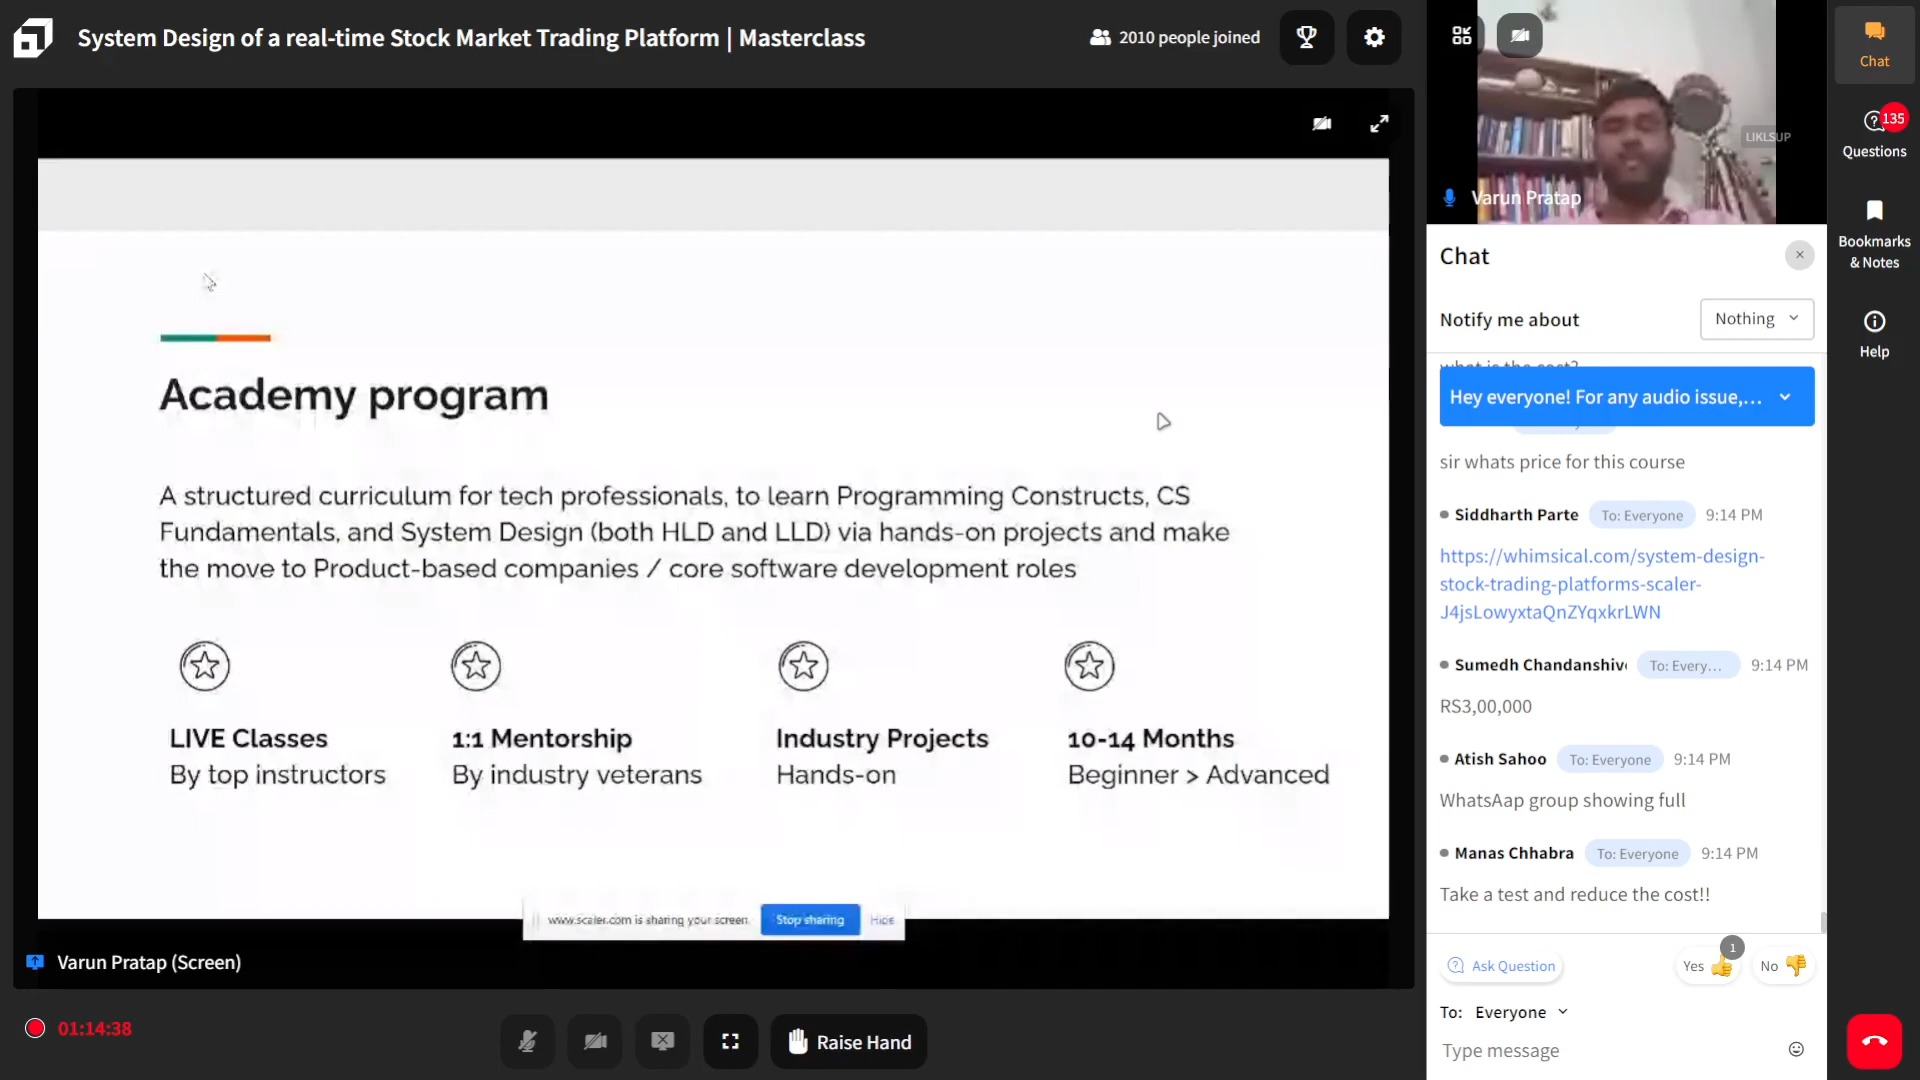 System Design of a real-time Stock Market Trading Platform | Masterclass
2010 people joined
LIKLSUP
Varun Pratap
Chat
135
Questions
Bookmarks
& Notes
Help
Academy program
A structured curriculum for tech professionals, to learn Programming Constructs, CS
Fundamentals, and System Design (both HLD and LLD) via hands-on projects and make
the move to Product-based companies / core software development roles
LIVE Classes
By top instructors
1:1 Mentorship
By industry veterans
Industry Projects
Hands-on
10-14 Months
Beginner > Advanced
www.scaler.com is sharing your screen.
Stop sharing
Hide
Varun Pratap (Screen)
01:14:38
Raise Hand
Chat
Notify me about
Nothing
what is the cost?
Hey everyone! For any audio issue,...
sir whats price for this course
Siddharth Parte To: Everyone 9:14 PM
https://whimsical.com/system-design-
stock-trading-platforms-scaler-
J4jsLowyxtaQnZYqxkrLWN
Sumedh Chandanshiv To: Every... 9:14 PM
RS3,00,000
Atish Sahoo To: Everyone 9:14 PM
WhatsAap group showing full
Manas Chhabra To: Everyone 9:14 PM
Take a test and reduce the cost!!
1
Ask Question
Yes
No
To: Everyone
Type message